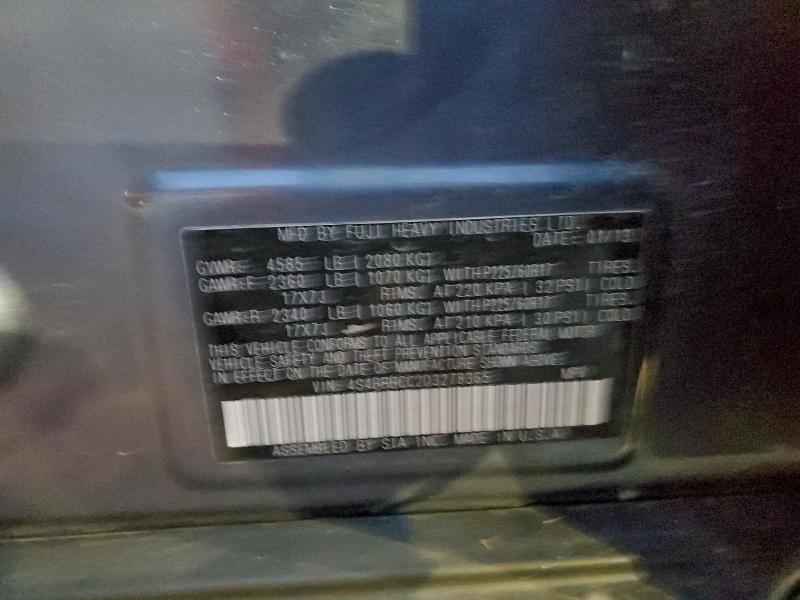 MFD BY FUJI HEAVY INDUSTRIES LTD.
DATE:
GVWR: 4585 LB ( 2080 KG)
GAWR:F 2360 LB ( 1070 KG) WITH P225/60R17 TIRES
17X7J RIMS AT 220 KPA ( 32 PSI) COLD
GAWR:R 2340 LB ( 1060 KG) WITH P225/60R17 TIRES
17X7J RIMS AT 210 KPA ( 30 PSI) COLD
THIS VEHICLE CONFORMS TO ALL APPLICABLE FEDERAL MOTOR
VEHICLE SAFETY AND THEFT PREVENTION STANDARDS
IN EFFECT ON THE DATE OF MANUFACTURE SHOWN ABOVE.
VIN:
ASSEMBLED BY SIA INC. MADE IN U.S.A.